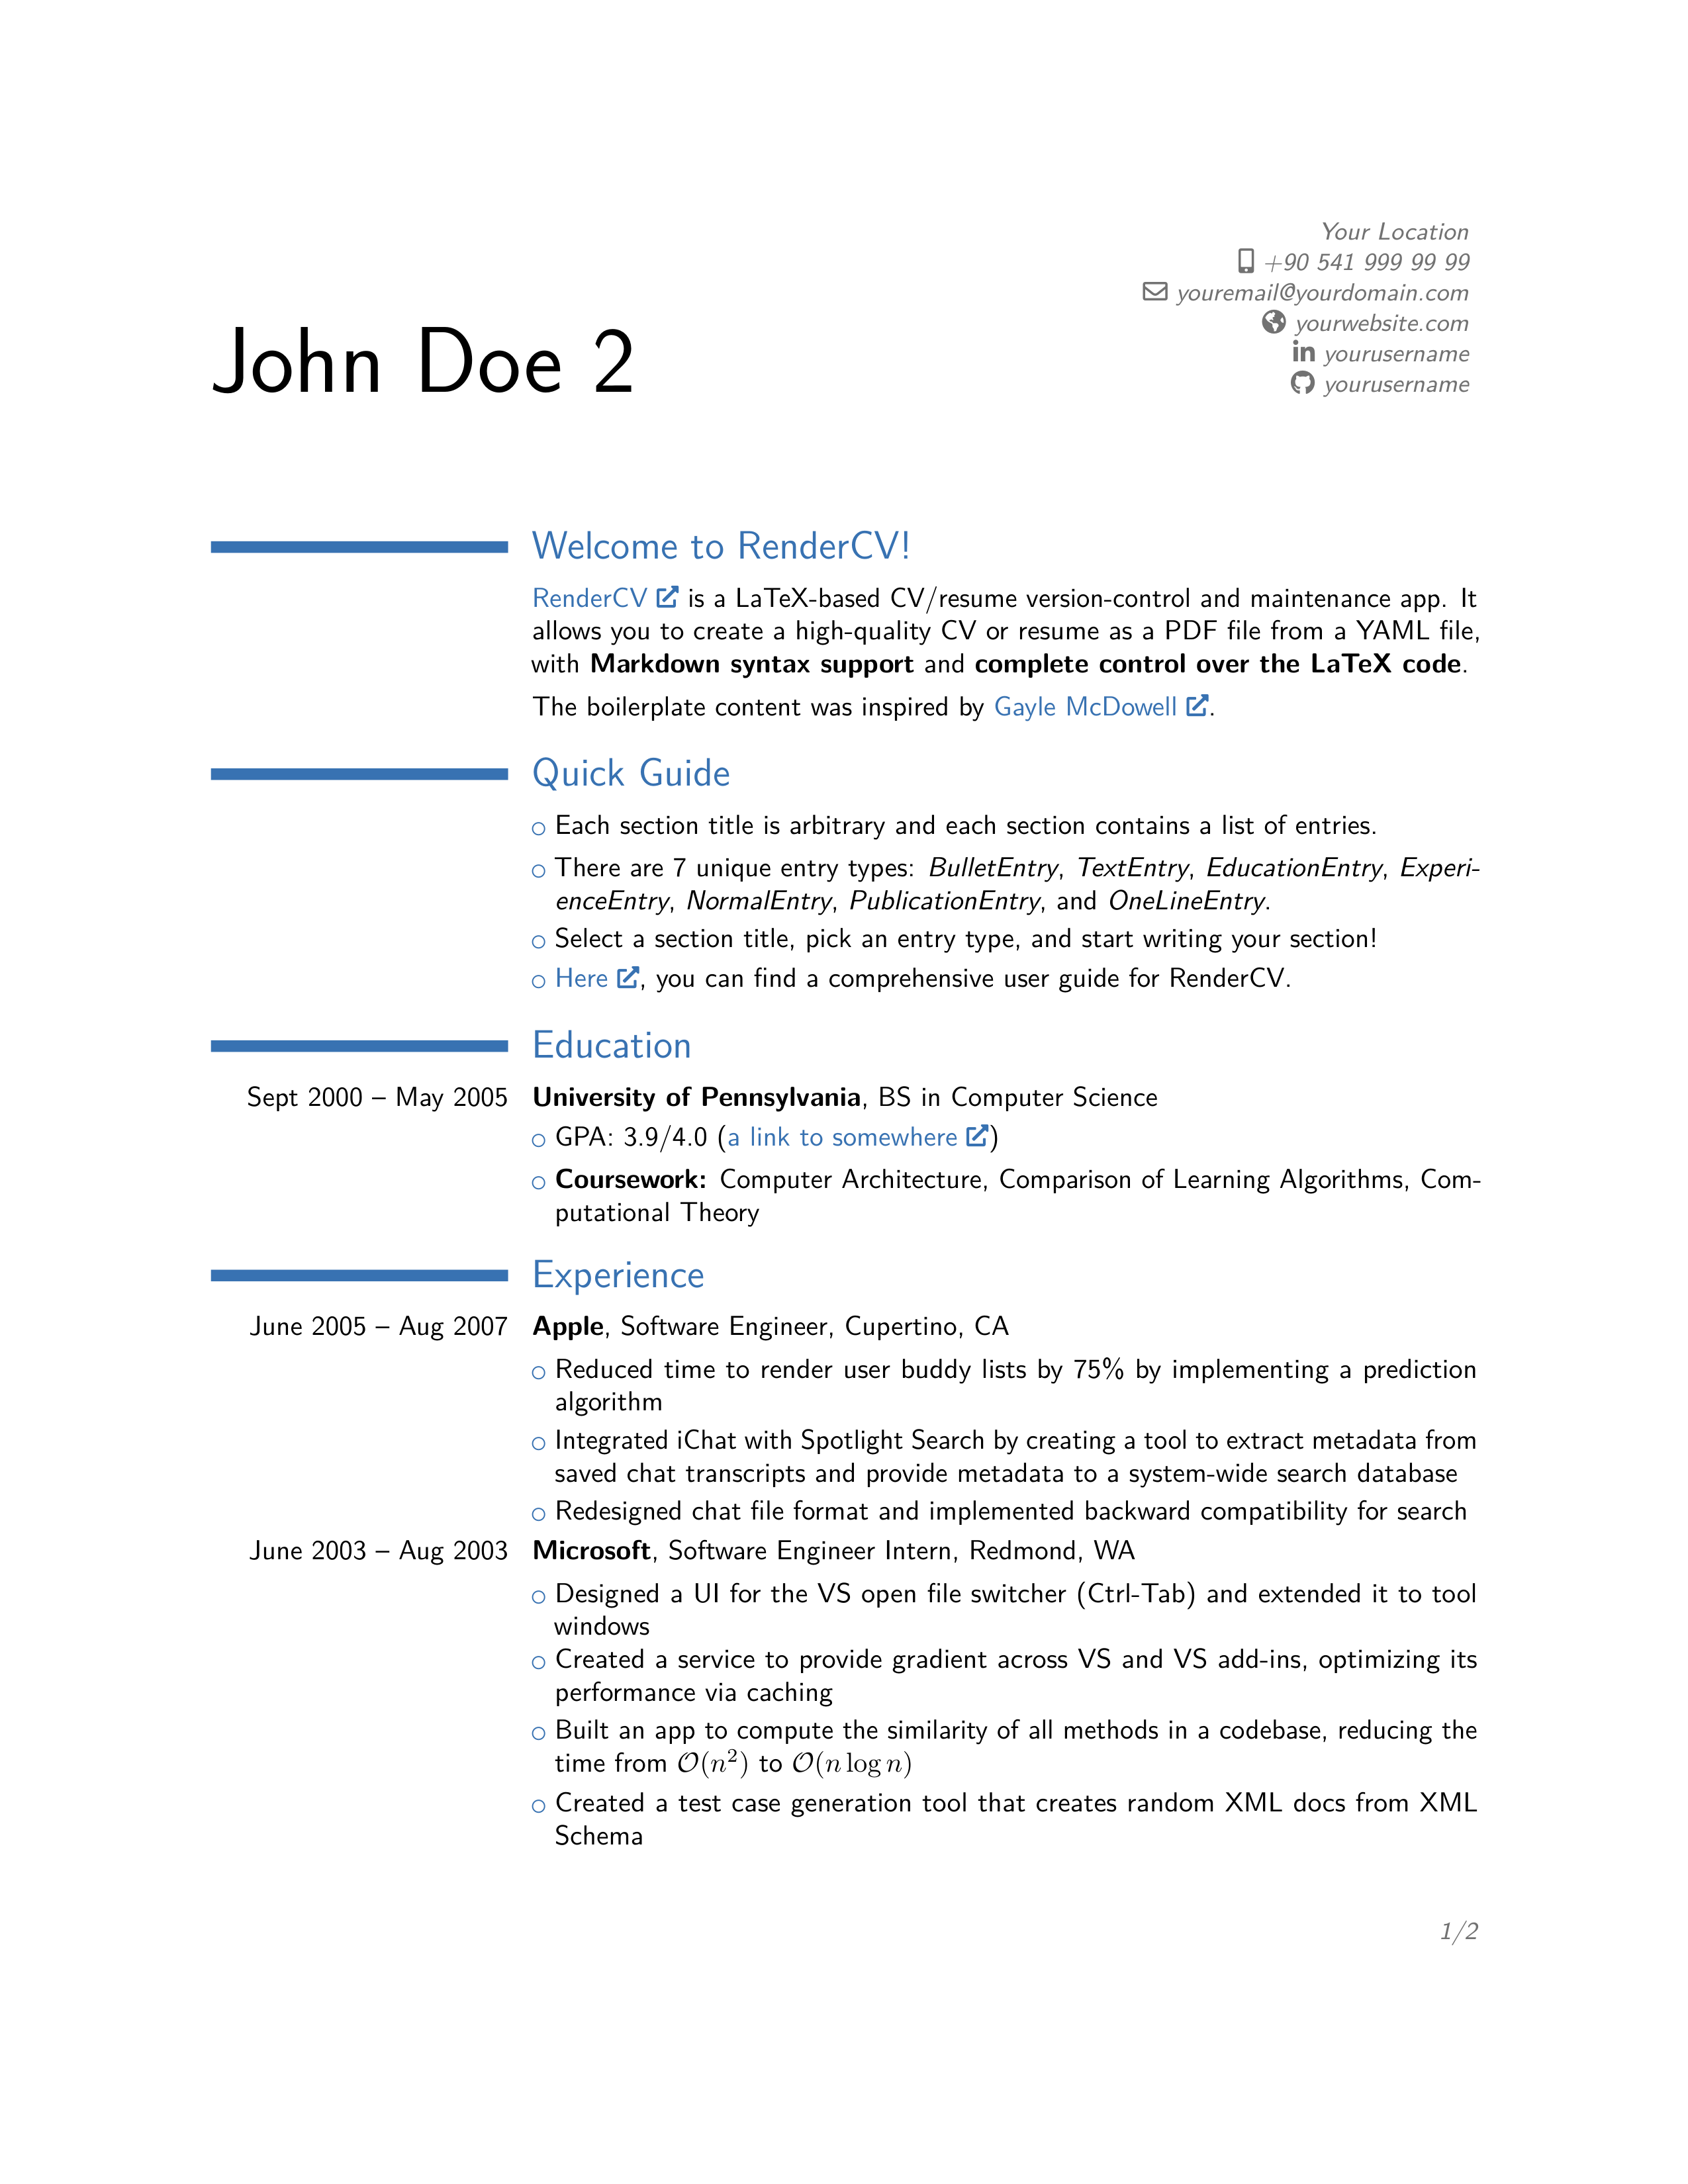 Your Location
+90 541 999 99 99
youremail@yourdomain.com
yourwebsite.com
yourusername
yourusername
John Doe 2
Welcome to RenderCV!
RenderCV is a LaTeX-based CV/resume version-control and maintenance app. It
allows you to create a high-quality CV or resume as a PDF file from a YAML file,
with Markdown syntax support and complete control over the LaTeX code.
The boilerplate content was inspired by Gayle McDowell.
Quick Guide
○ Each section title is arbitrary and each section contains a list of entries.
○ There are 7 unique entry types: BulletEntry, TextEntry, EducationEntry, Experi-
enceEntry, NormalEntry, PublicationEntry, and OneLineEntry.
○ Select a section title, pick an entry type, and start writing your section!
○ Here, you can find a comprehensive user guide for RenderCV.
Education
Sept 2000 – May 2005 University of Pennsylvania, BS in Computer Science
○ GPA: 3.9/4.0 (a link to somewhere)
○ Coursework: Computer Architecture, Comparison of Learning Algorithms, Com-
putational Theory
Experience
June 2005 – Aug 2007 Apple, Software Engineer, Cupertino, CA
○ Reduced time to render user buddy lists by 75% by implementing a prediction
algorithm
○ Integrated iChat with Spotlight Search by creating a tool to extract metadata from
saved chat transcripts and provide metadata to a system-wide search database
○ Redesigned chat file format and implemented backward compatibility for search
June 2003 – Aug 2003 Microsoft, Software Engineer Intern, Redmond, WA
○ Designed a UI for the VS open file switcher (Ctrl-Tab) and extended it to tool
windows
○ Created a service to provide gradient across VS and VS add-ins, optimizing its
performance via caching
○ Built an app to compute the similarity of all methods in a codebase, reducing the
time from 𝒪(n²) to 𝒪(n log n)
○ Created a test case generation tool that creates random XML docs from XML
Schema
1/2